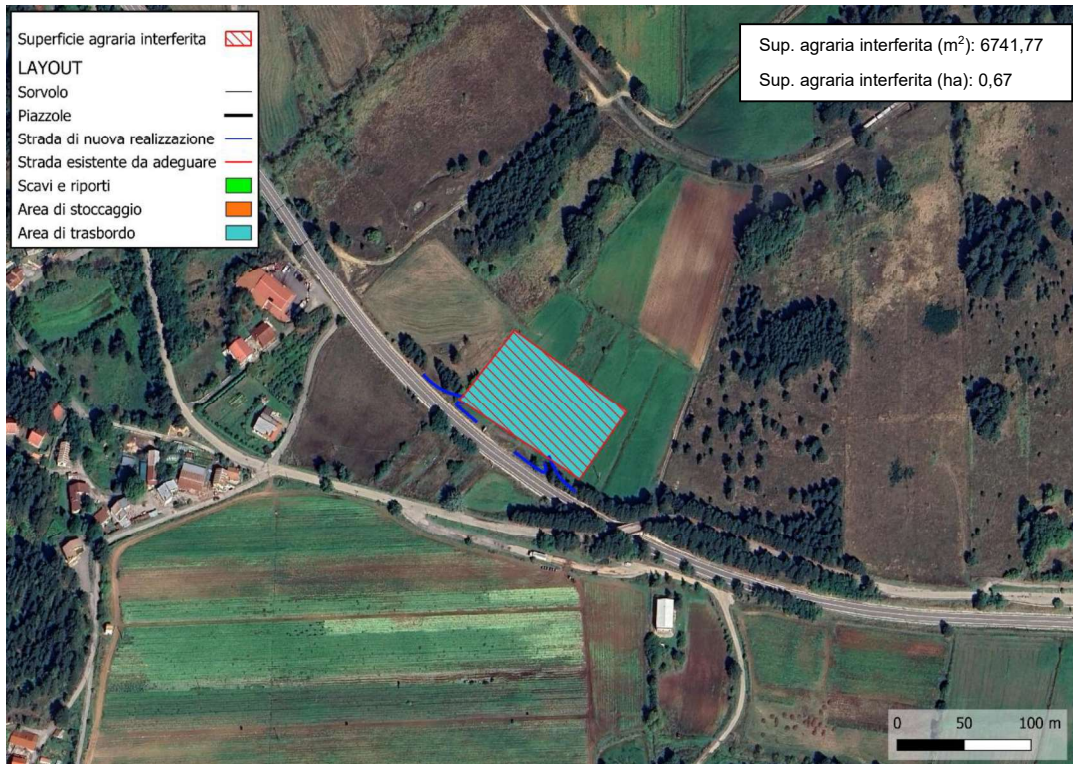 Superficie agraria interferita
LAYOUT
Sorvolo
Piazzole
Strada di nuova realizzazione
Strada esistente da adeguare
Scavi e riporti
Area di stoccaggio
Area di trasbordo
Sup. agraria interferita (m²): 6741,77
Sup. agraria interferita (ha): 0,67
0 50 100 m